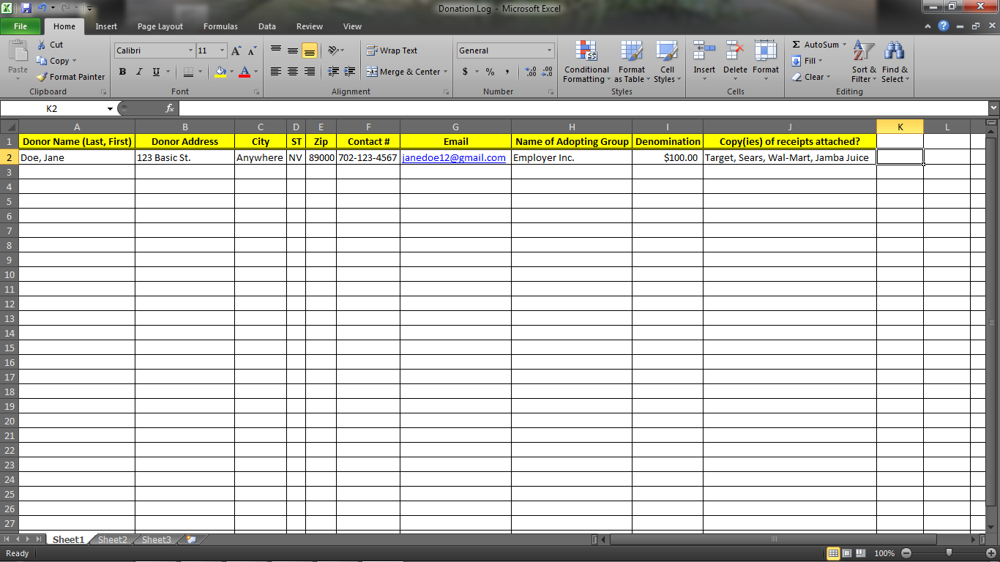 Donation Log - Microsoft Excel
File Home Insert Page Layout Formulas Data Review View
Paste Cut Calibri 11 Wrap Text General Conditional Formatting Format as Table Cell Styles Insert Delete Format AutoSum Sort & Filter Find & Select
Copy Fill
Format Painter B I U A Merge & Center $ % , Clear
Clipboard Font Alignment Number Styles Cells Editing
K2 fx
A B C D E F G H I J K L
1 Donor Name (Last, First) Donor Address City ST Zip Contact # Email Name of Adopting Group Denomination Copy(ies) of receipts attached?
2 Doe, Jane 123 Basic St. Anywhere NV 89000 702-123-4567 janedoe12@gmail.com Employer Inc. $100.00 Target, Sears, Wal-Mart, Jamba Juice
3
4
5
6
7
8
9
10
11
12
13
14
15
16
17
18
19
20
21
22
23
24
25
26
27
Sheet1 Sheet2 Sheet3
Ready 100%